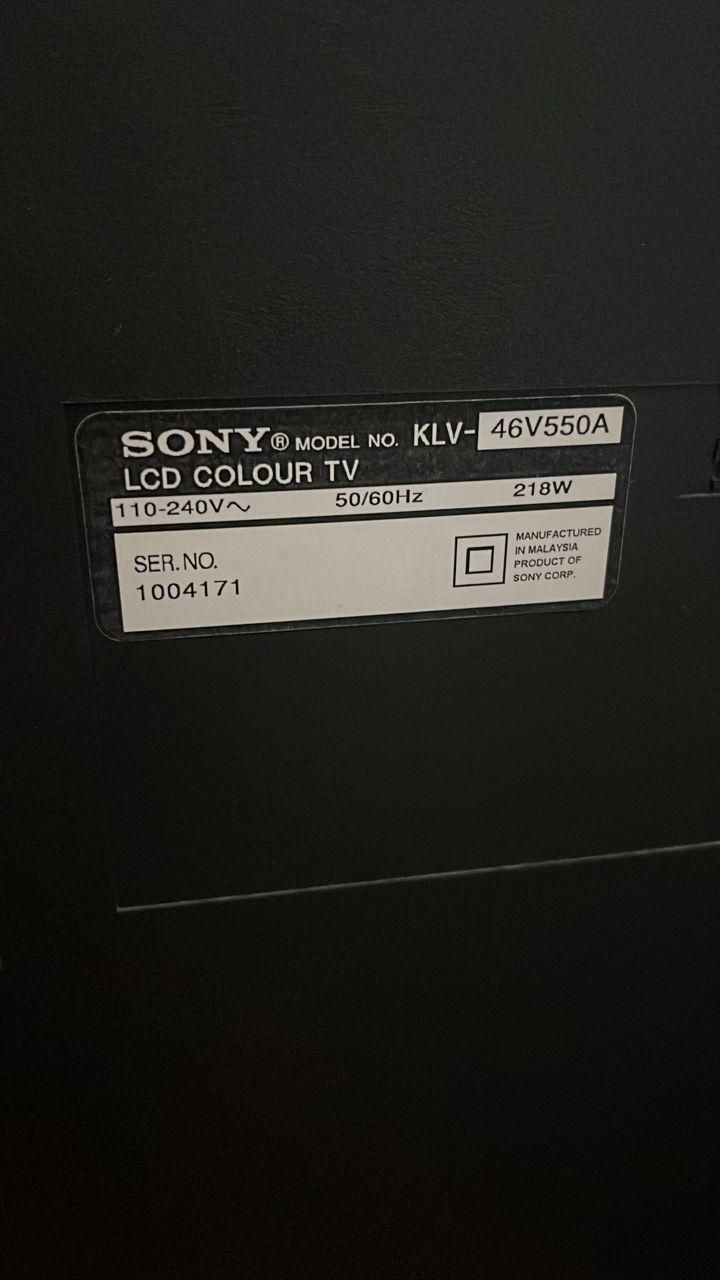 SONY® MODEL NO. KLV-46V550A
LCD COLOUR TV
110-240V~ 50/60Hz 218W
SER.NO.
1004171
MANUFACTURED
IN MALAYSIA
PRODUCT OF
SONY CORP.